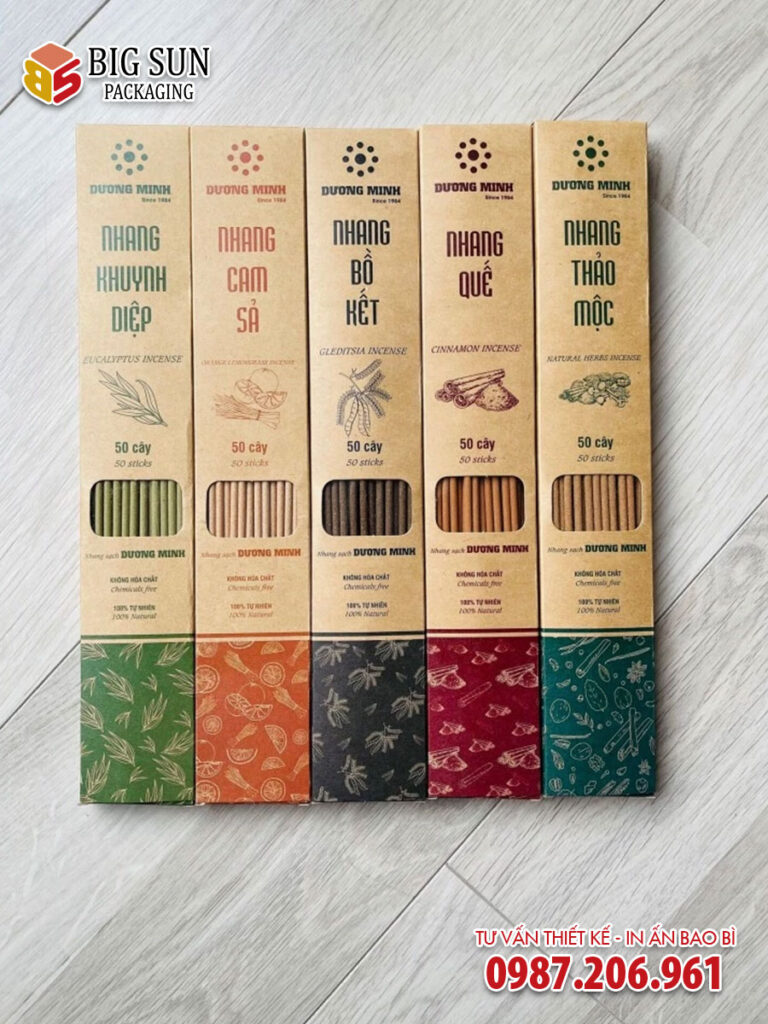 BIG SUN
PACKAGING
DƯƠNG MINH
Since 1984
NHANG
KHUYNH
DIỆP
EUCALYPTUS INCENSE
50 cây
50 sticks
Nhang sạch DƯƠNG MINH
KHÔNG HÓA CHẤT
Chemicals free
100% TỰ NHIÊN
100% Natural
DƯƠNG MINH
Since 1984
NHANG
CAM
SẢ
ORANGE LEMONGRASS INCENSE
50 cây
50 sticks
Nhang sạch DƯƠNG MINH
KHÔNG HÓA CHẤT
Chemicals free
100% TỰ NHIÊN
100% Natural
DƯƠNG MINH
Since 1984
NHANG
BỒ
KẾT
GLEDITSIA INCENSE
50 cây
50 sticks
Nhang sạch DƯƠNG MINH
KHÔNG HÓA CHẤT
Chemicals free
100% TỰ NHIÊN
100% Natural
DƯƠNG MINH
Since 1984
NHANG
QUẾ
CINNAMON INCENSE
50 cây
50 sticks
Nhang sạch DƯƠNG MINH
KHÔNG HÓA CHẤT
Chemicals free
100% TỰ NHIÊN
100% Natural
DƯƠNG MINH
Since 1984
NHANG
THẢO
MỘC
NATURAL HERBS INCENSE
50 cây
50 sticks
Nhang sạch DƯƠNG MINH
KHÔNG HÓA CHẤT
Chemicals free
100% TỰ NHIÊN
100% Natural
TƯ VẤN THIẾT KẾ - IN ẤN BAO BÌ
0987.206.961